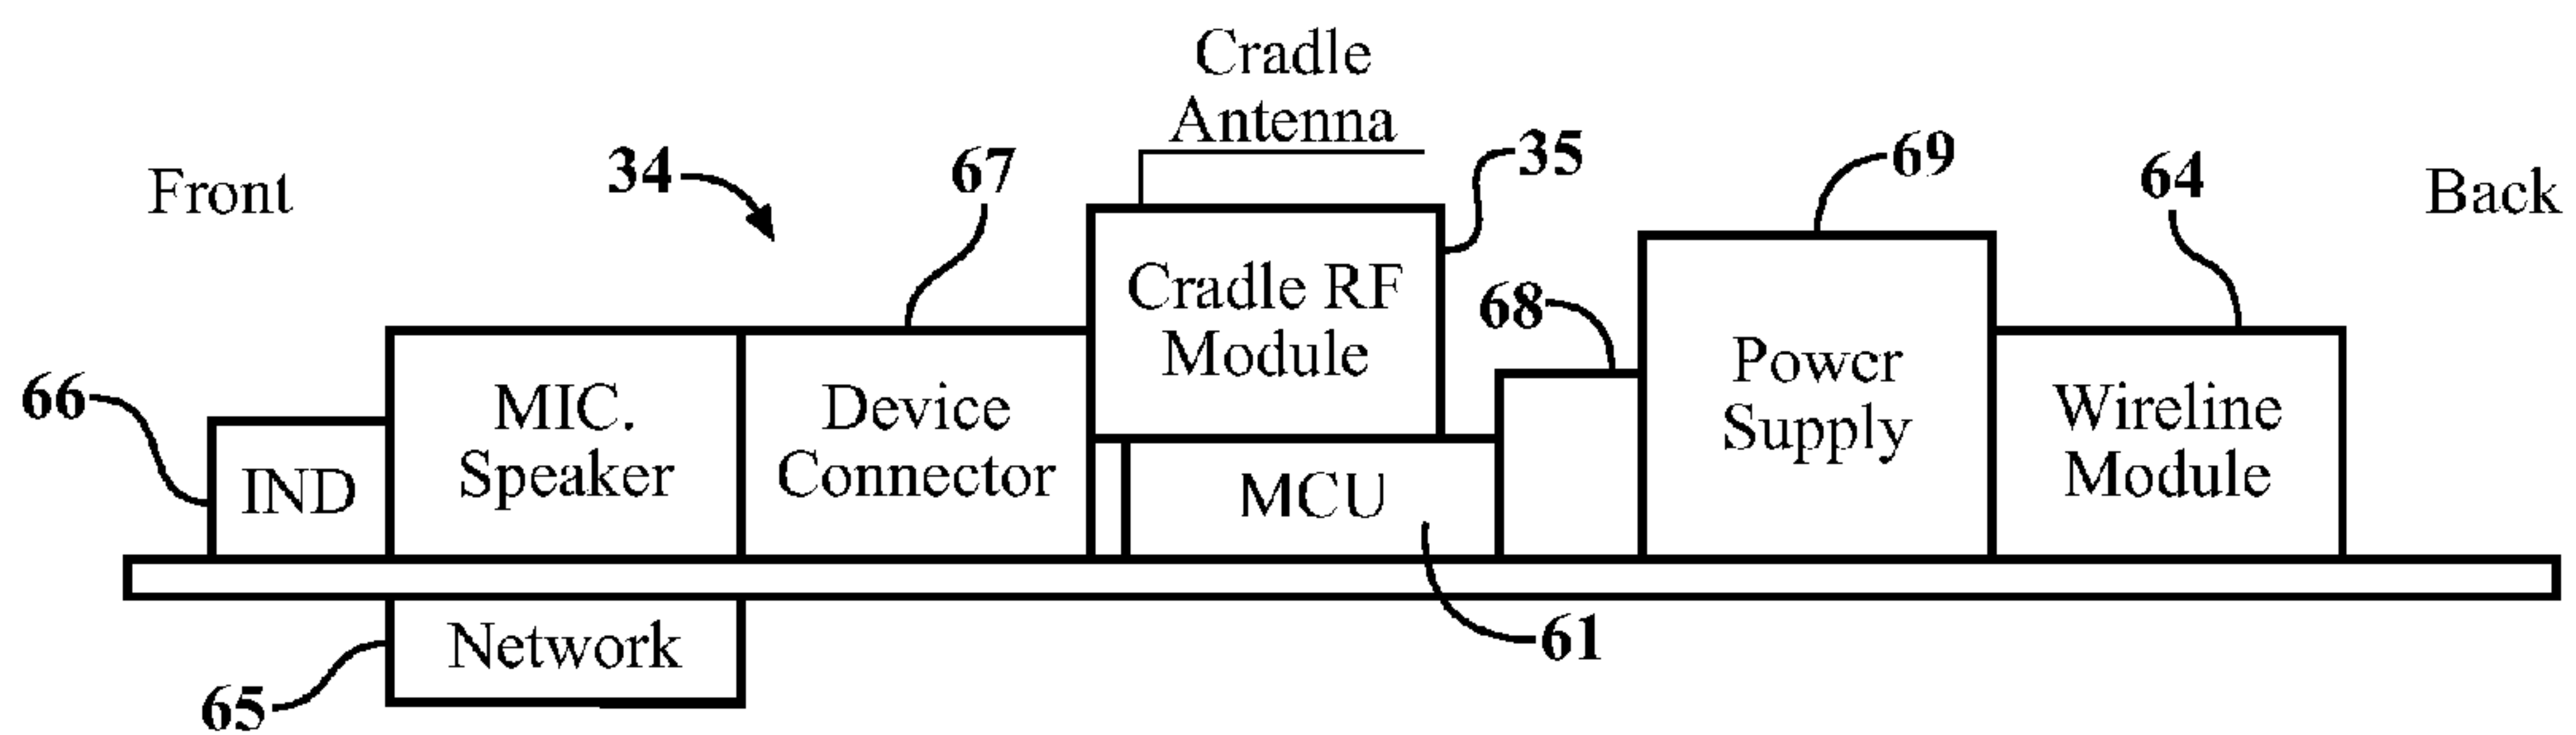 Cradle
Antenna
Front
34
67
35
69
64
Back
Cradle RF
Module
68
66
IND
MIC.
Speaker
Device
Connector
MCU
Power
Supply
Wireline
Module
Network
65
61